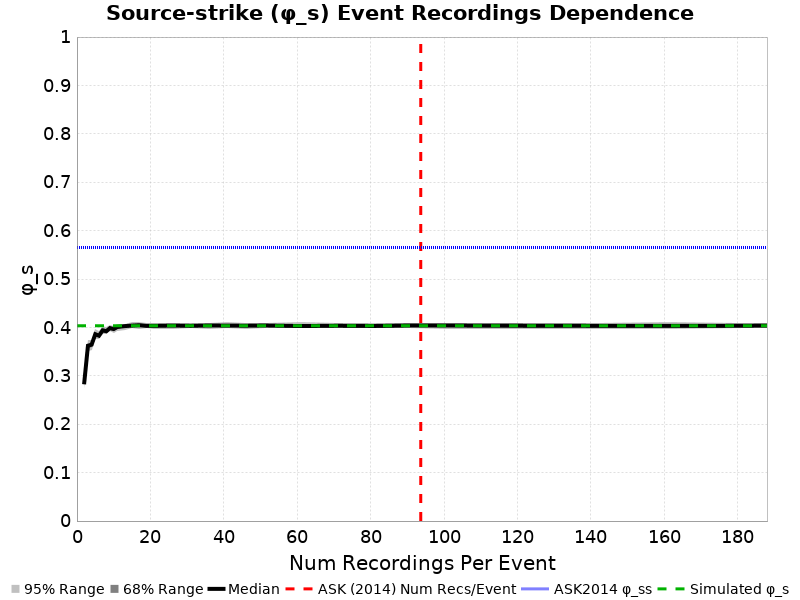 Source-strike (φ_s) Event Recordings Dependence
1
0.9
0.8
0.7
0.6
0.5
0.4
0.3
0.2
0.1
0
φ_s
0 20 40 60 80 100 120 140 160 180
Num Recordings Per Event
95% Range 68% Range Median ASK (2014) Num Recs/Event ASK2014 φ_ss Simulated φ_s